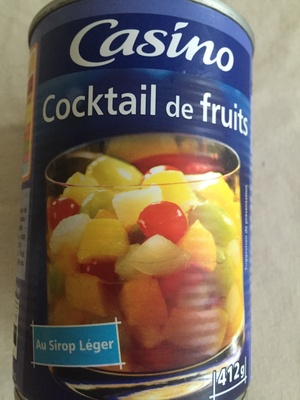 Casino
Cocktail de fruits
Au Sirop Léger
412g